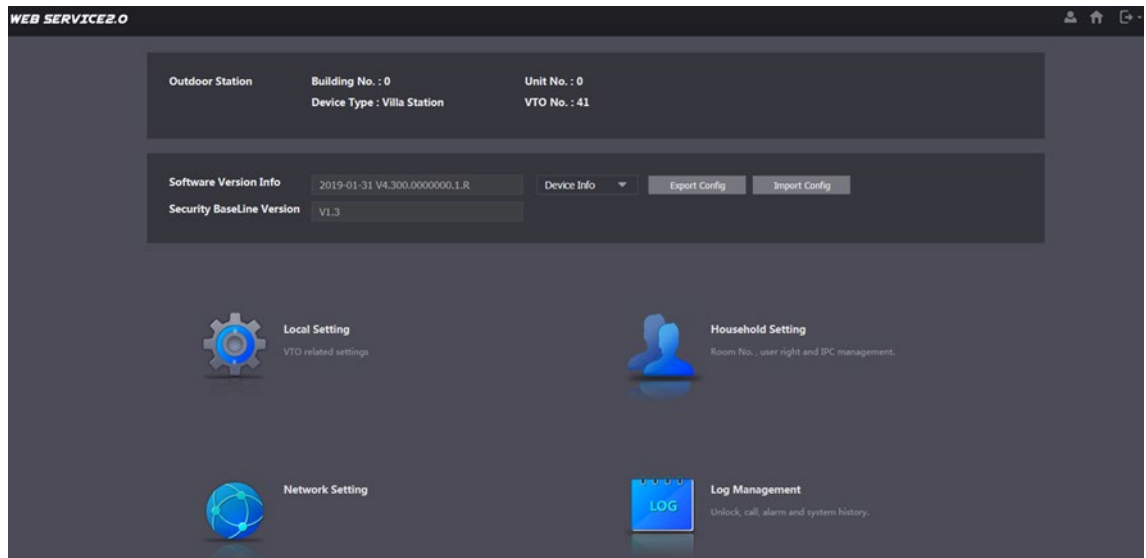 WEB SERVICE2.0
Outdoor Station Building No. : 0 Unit No. : 0
Device Type : Villa Station VTO No. : 41
Software Version Info 2019-01-31 V4.300.0000000.1.R Device Info Export Config Import Config
Security BaseLine Version V1.3
Local Setting
VTO related settings
Household Setting
Room No. , user right and IPC management.
Network Setting
LOG
Log Management
Unlock, call, alarm and system history.